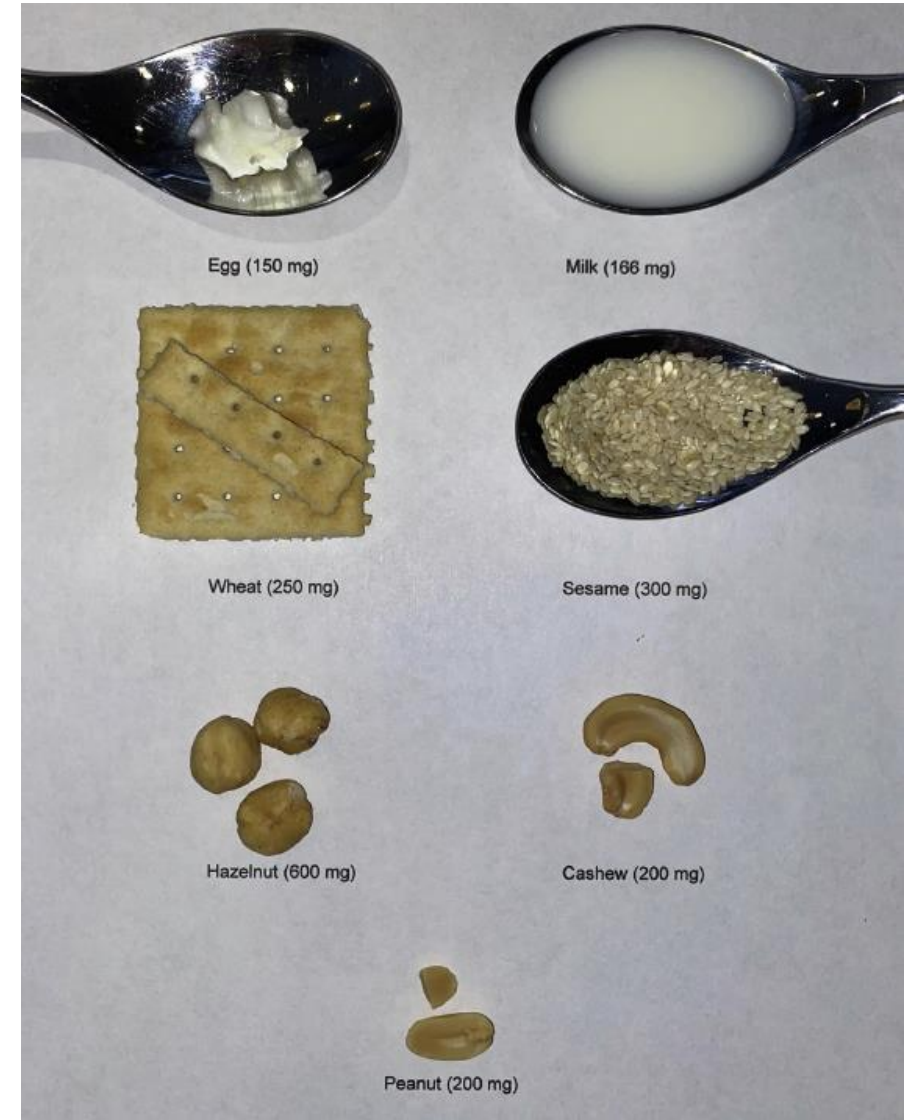 Egg (150 mg)
Milk (166 mg)
Wheat (250 mg)
Sesame (300 mg)
Hazelnut (600 mg)
Cashew (200 mg)
Peanut (200 mg)